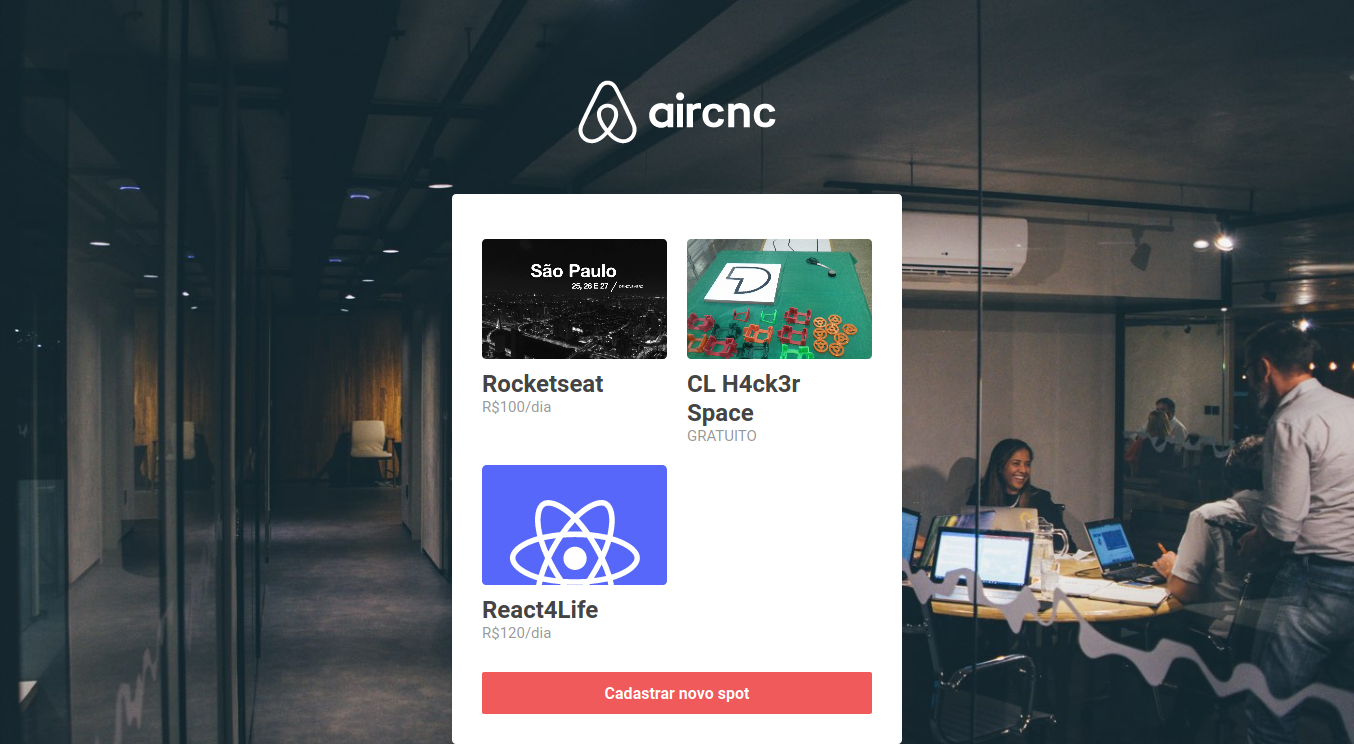 aircnc
São Paulo
25, 26 E 27 /
Rocketseat
R$100/dia
CL H4ck3r
Space
GRATUITO
React4Life
R$120/dia
Cadastrar novo spot